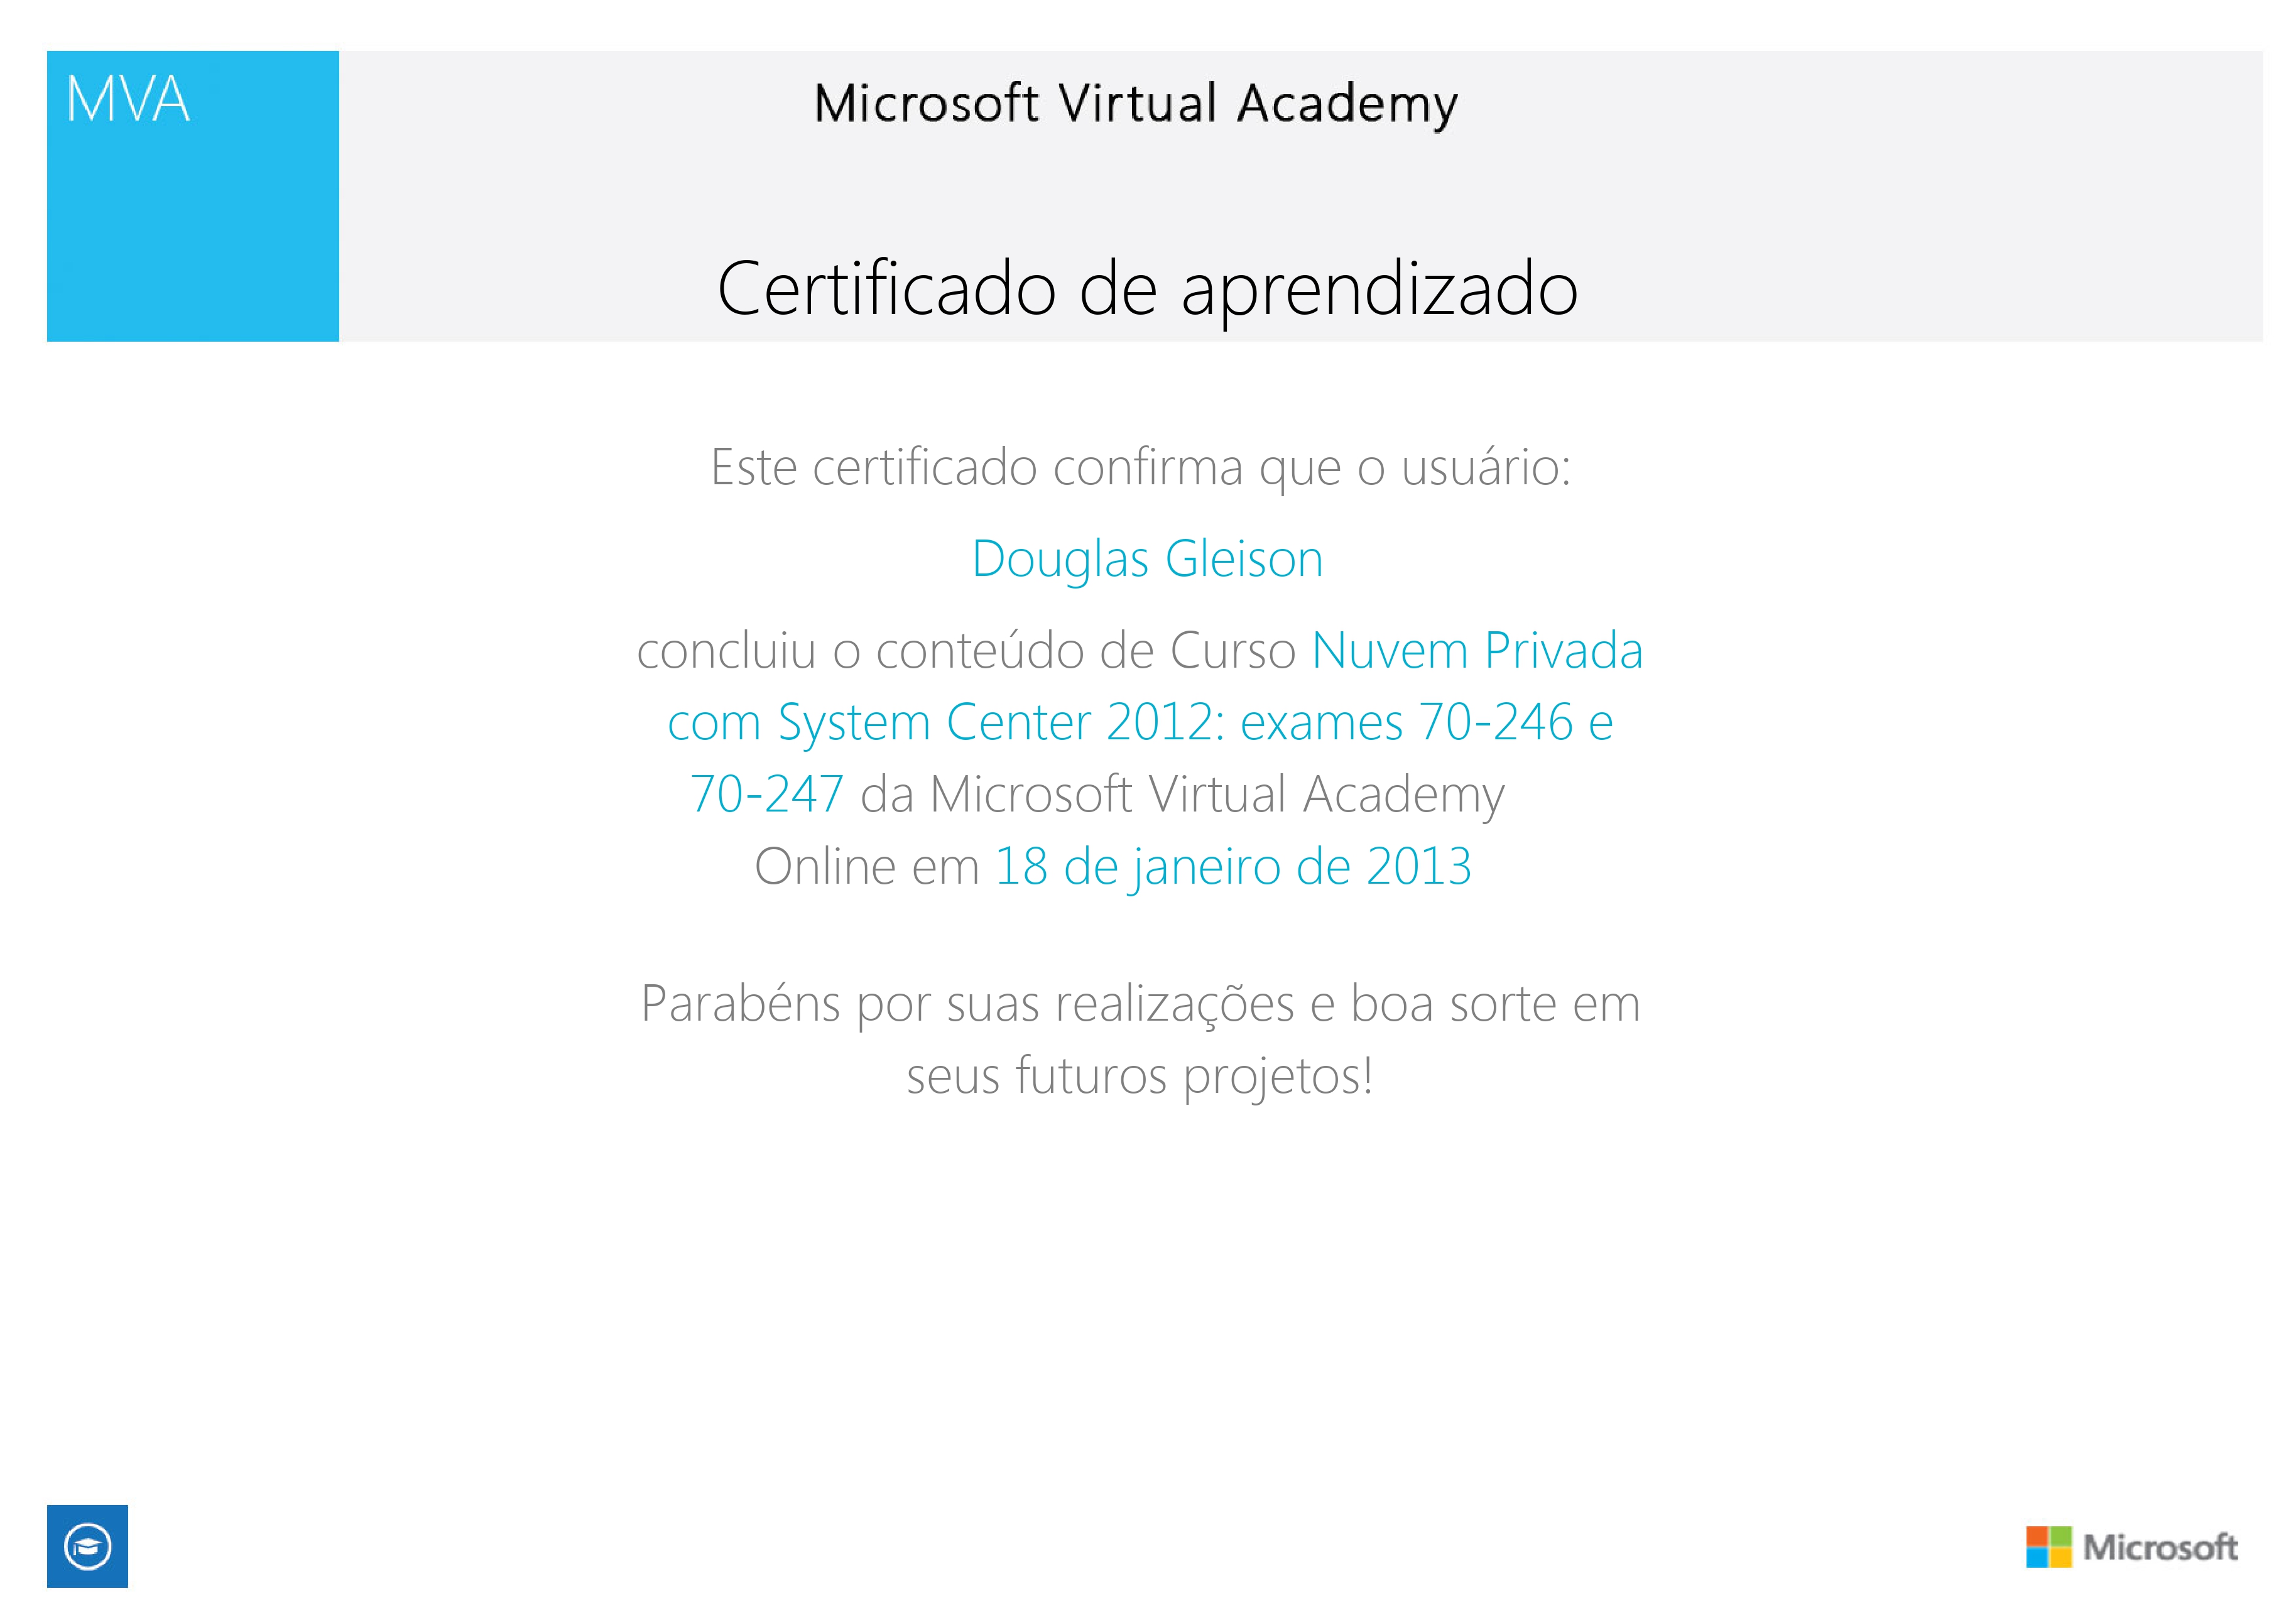 MVA
Microsoft Virtual Academy
Certificado de aprendizado
Este certificado confirma que o usuário:
Douglas Gleison
concluiu o conteúdo de Curso Nuvem Privada
com System Center 2012: exames 70-246 e
70-247 da Microsoft Virtual Academy
Online em 18 de janeiro de 2013
Parabéns por suas realizações e boa sorte em
seus futuros projetos!
Microsoft